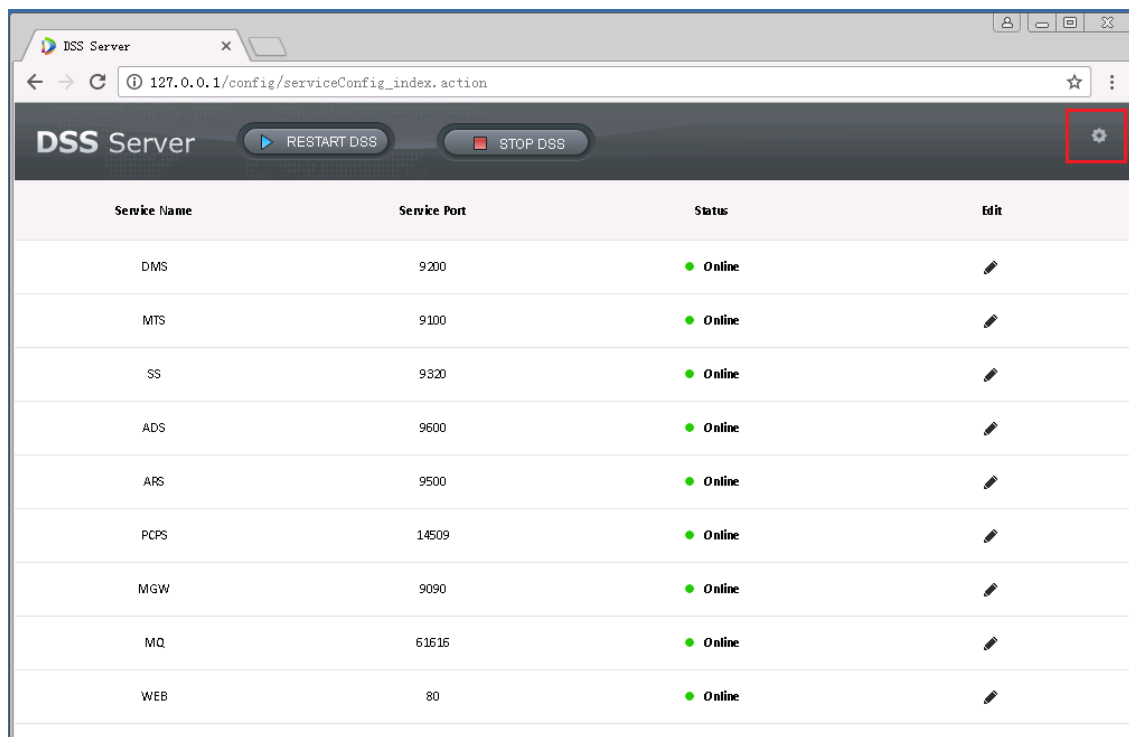 DSS Server
127.0.0.1/config/serviceConfig_index.action
DSS Server RESTART DSS STOP DSS
Service Name Service Port Status Edit
DMS 9200 Online
MTS 9100 Online
SS 9320 Online
ADS 9600 Online
ARS 9500 Online
PCPS 14509 Online
MGW 9090 Online
MQ 61616 Online
WEB 80 Online